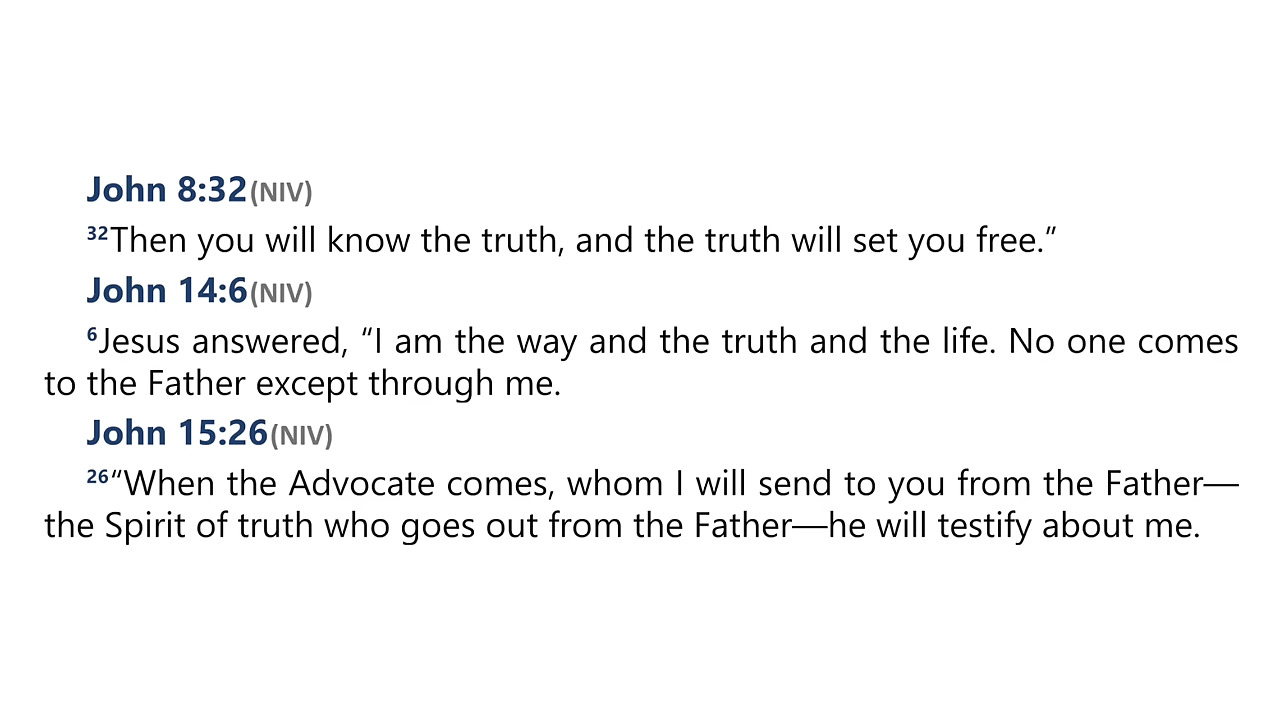 John 8:32(NIV)
32Then you will know the truth, and the truth will set you free.”
John 14:6(NIV)
6Jesus answered, “I am the way and the truth and the life. No one comes
to the Father except through me.
John 15:26(NIV)
26“When the Advocate comes, whom I will send to you from the Father—
the Spirit of truth who goes out from the Father—he will testify about me.